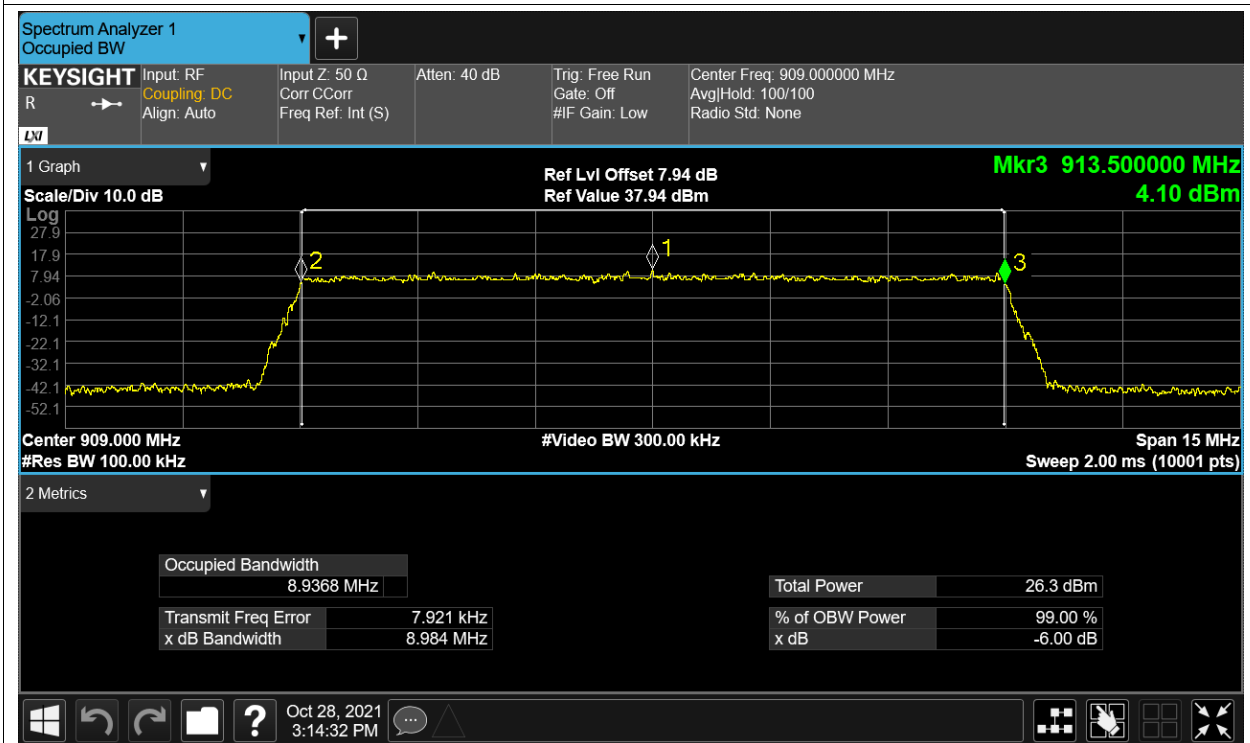 Spectrum Analyzer 1
Occupied BW
KEYSIGHT
R
LXI
Input: RF
Coupling: DC
Align: Auto
Input Z: 50 Ω
Corr CCorr
Freq Ref: Int (S)
Atten: 40 dB
Trig: Free Run
Gate: Off
#IF Gain: Low
Center Freq: 909.000000 MHz
Avg|Hold: 100/100
Radio Std: None
1 Graph
Scale/Div 10.0 dB
Ref Lvl Offset 7.94 dB
Ref Value 37.94 dBm
Mkr3 913.500000 MHz
4.10 dBm
Log
27.9
17.9
7.94
-2.06
-12.1
-22.1
-32.1
-42.1
-52.1
2
1
3
Center 909.000 MHz
#Res BW 100.00 kHz
#Video BW 300.00 kHz
Span 15 MHz
Sweep 2.00 ms (10001 pts)
2 Metrics
Occupied Bandwidth
8.9368 MHz
Transmit Freq Error 7.921 kHz
x dB Bandwidth 8.984 MHz
Total Power 26.3 dBm
% of OBW Power 99.00 %
x dB -6.00 dB
?
Oct 28, 2021
3:14:32 PM